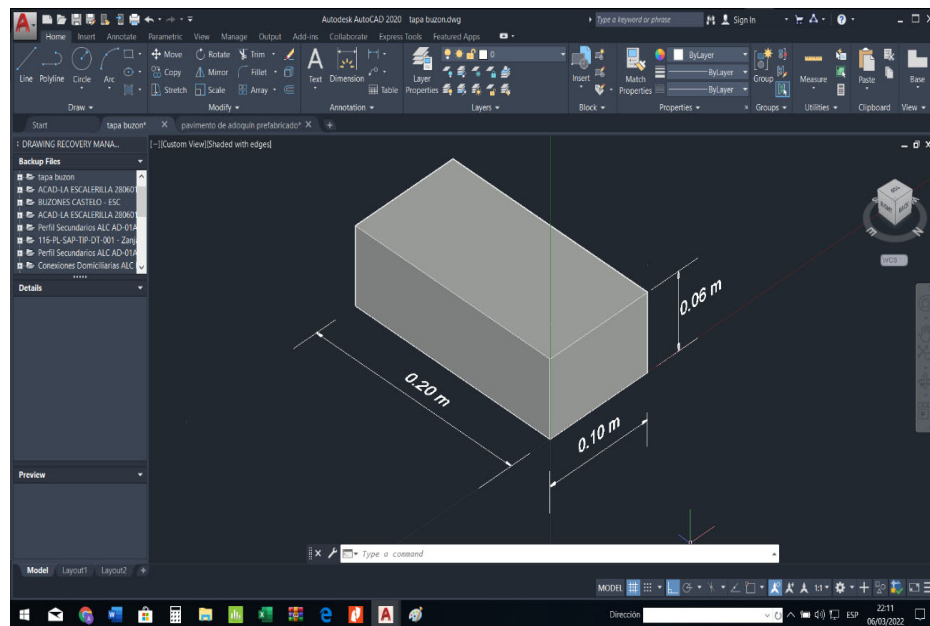 Autodesk AutoCAD 2020 tapa buzon.dwg
Type a keyword or phrase
Sign In
Home Insert Annotate Parametric View Manage Output Add-ins Collaborate Express Tools Featured Apps
Line Polyline Circle Arc
Move Rotate Trim
Copy Mirror Fillet
Stretch Scale Array
Text Dimension
Table
Layer Properties
0
Insert
Match Properties
ByLayer
ByLayer
ByLayer
Group
Measure
Paste
Base
Draw Modify Annotation Layers Block Properties Groups Utilities Clipboard View
Start tapa buzon* pavimento de adoquín prefabricado*
DRAWING RECOVERY MANA...
[-][Custom View][Shaded with edges]
Backup Files
tapa buzon
ACAD-LA ESCALERILLA 280601
BUZONES CASTELO - ESC
ACAD-LA ESCALERILLA 280601
Perfil Secundarios ALC AD-01A
116-PL-SAP-TIP-DT-001 - Zanj
Perfil Secundarios ALC AD-01A
Conexiones Domiciliarias ALC
Details
WCS
0.06 m
0.20 m
0.10 m
Preview
Type a command
Model Layout1 Layout2 +
MODEL
1:1
Dirección
ESP
22:11
06/03/2022